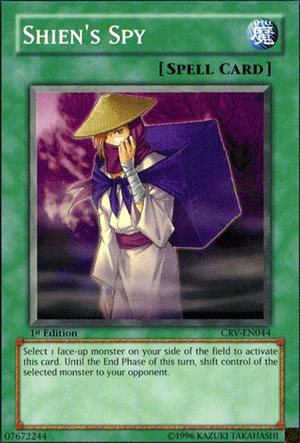 Shien's Spy
魔
[Spell Card]
1st Edition
CRV-EN044
Select 1 face-up monster on your side of the field to activate
this card. Until the End Phase of this turn, shift control of the
selected monster to your opponent.
07672244
©1996 KAZUKI TAKAHASHI